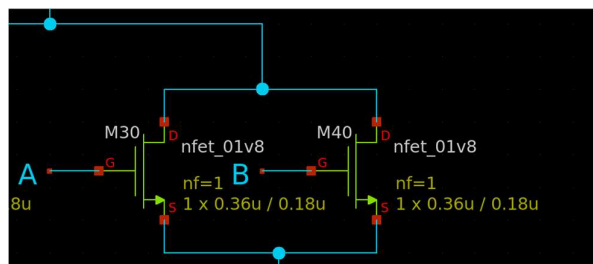 M30
D
nfet_01v8
A
G
nf=1
8u
S
1 x 0.36u / 0.18u
M40
D
nfet_01v8
B
G
nf=1
S
1 x 0.36u / 0.18u